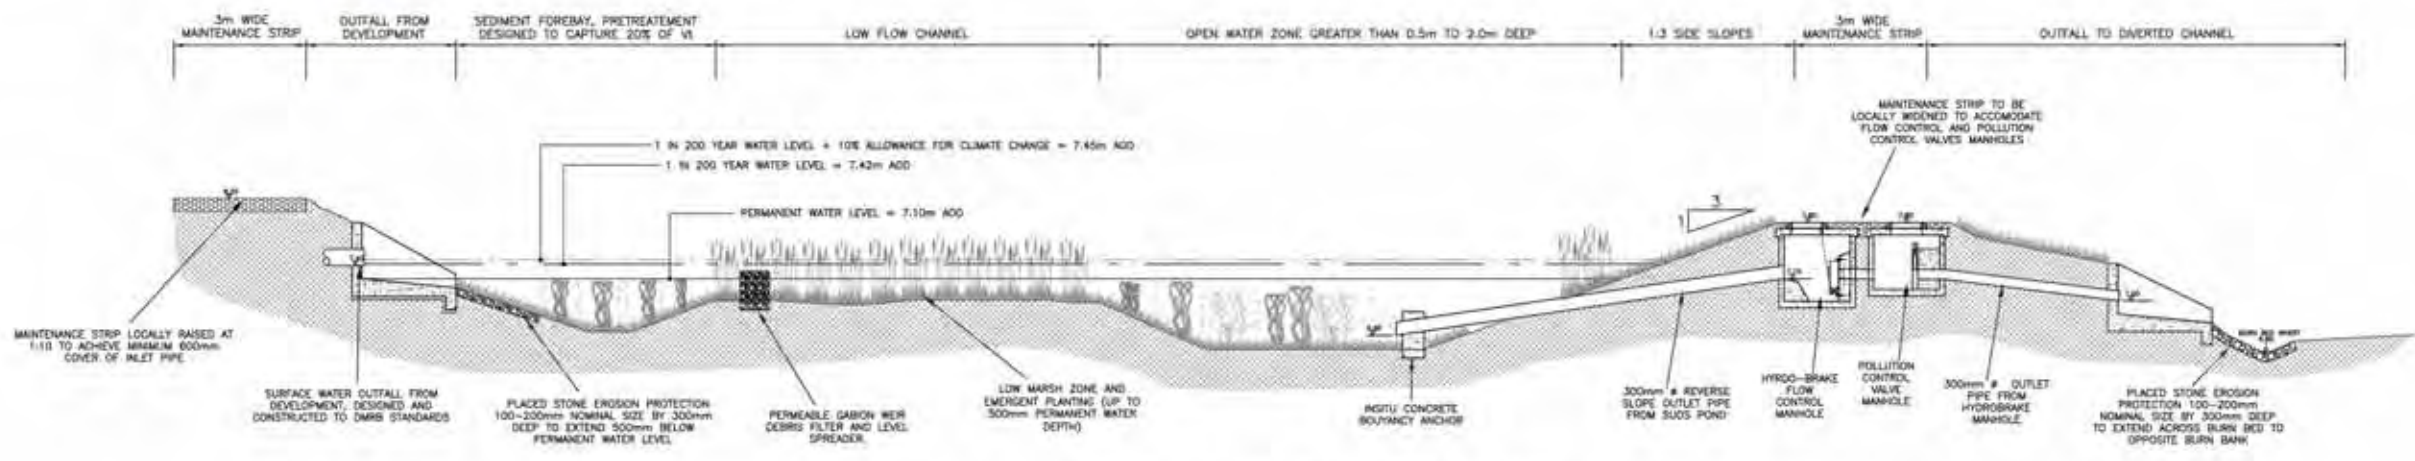 3m WIDE
MAINTENANCE STRIP
OUTFALL FROM
DEVELOPMENT
SEDIMENT FOREBAY, PRETREATEMENT
DESIGNED TO CAPTURE 20% OF Vt
LOW FLOW CHANNEL
OPEN WATER ZONE GREATER THAN 0.5m TO 2.0m DEEP
1:3 SIDE SLOPES
3m WIDE
MAINTENANCE STRIP
OUTFALL TO DIVERTED CHANNEL
MAINTENANCE STRIP TO BE
LOCALLY WIDENED TO ACCOMODATE
FLOW CONTROL AND POLLUTION
CONTROL VALVES MANHOLES
1 IN 200 YEAR WATER LEVEL + 10% ALLOWANCE FOR CLIMATE CHANGE = 7.45m AOD
1 IN 200 YEAR WATER LEVEL = 7.42m AOD
PERMANENT WATER LEVEL = 7.10m AOD
3
1
MAINTENANCE STRIP LOCALLY RAISED AT
1:10 TO ACHIEVE MINIMUM 600mm
COVER OF INLET PIPE
SURFACE WATER OUTFALL FROM
DEVELOPMENT, DESIGNED AND
CONSTRUCTED TO DMRB STANDARDS
PLACED STONE EROSION PROTECTION
100-200mm NOMINAL SIZE BY 300mm
DEEP TO EXTEND 500mm BELOW
PERMANENT WATER LEVEL
PERMEABLE GABION WEIR
DEBRIS FILTER AND LEVEL
SPREADER.
LOW MARSH ZONE AND
EMERGENT PLANTING (UP TO
500mm PERMANENT WATER
DEPTH)
INSITU CONCRETE
BOUYANCY ANCHOR
300mm ø REVERSE
SLOPE OUTLET PIPE
FROM SUDS POND
HYRDO-BRAKE
FLOW
CONTROL
MANHOLE
POLLUTION
CONTROL
VALVE
MANHOLE
300mm ø OUTLET
PIPE FROM
HYDROBRAKE
MANHOLE
BURN BED INVERT
PLACED STONE EROSION
PROTECTION 100-200mm
NOMINAL SIZE BY 300mm DEEP
TO EXTEND ACROSS BURN BED TO
OPPOSITE BURN BANK